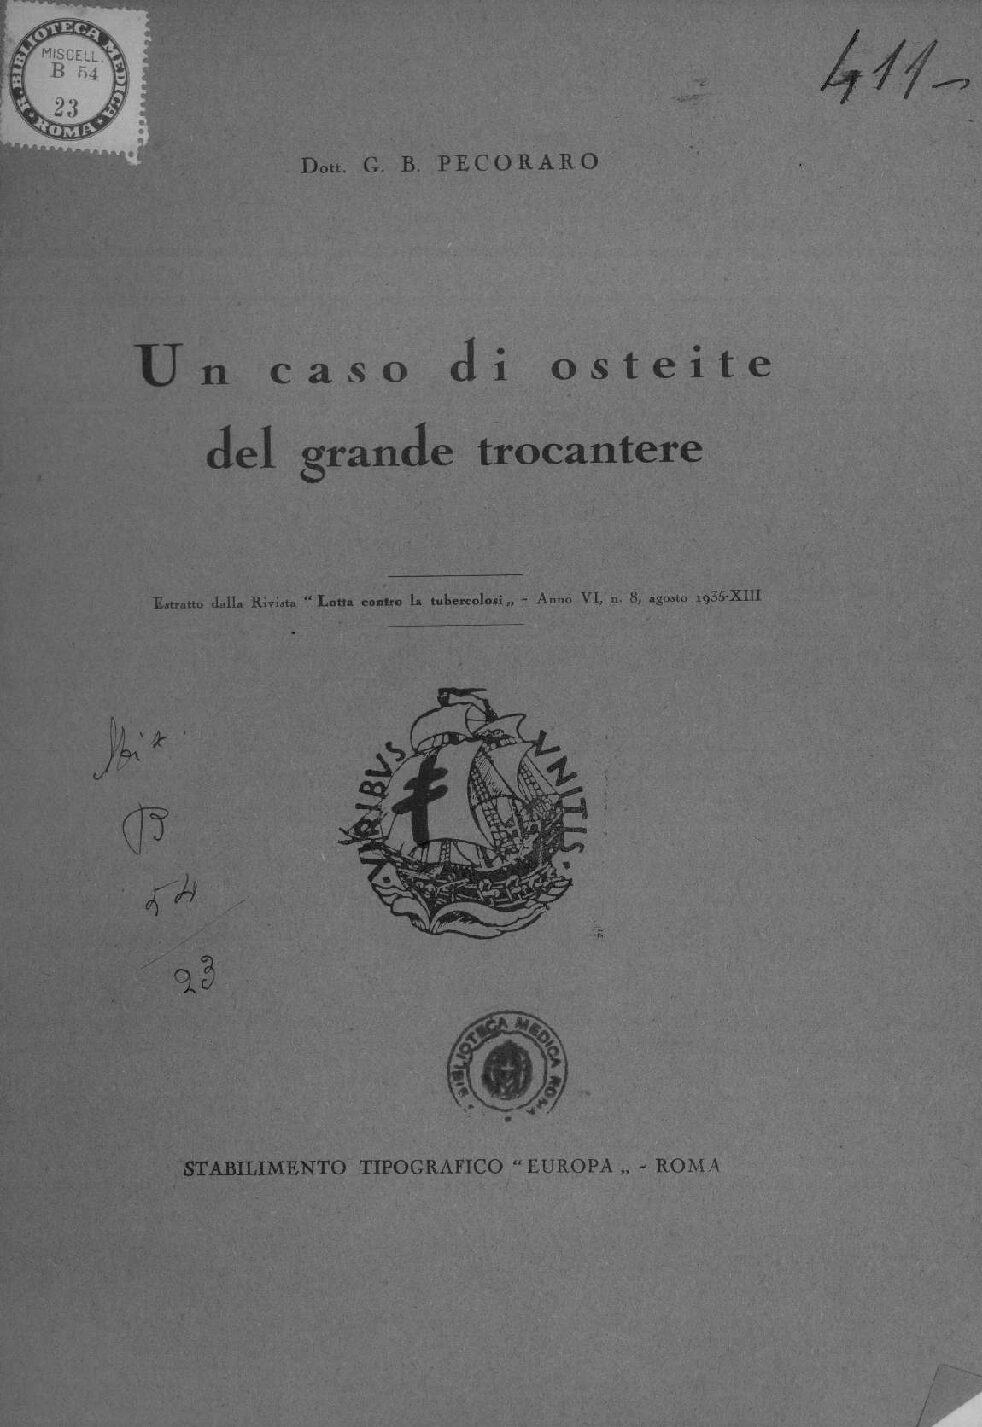 R. BIBLIOTECA MEDICA
ROMA
MISCELL.
B 54
23
411-
Dott. G. B. PECORARO
Un caso di osteite
del grande trocantere
Estratto dalla Rivista “ Lotta contro la tubercolosi „ - Anno VI, n. 8, agosto 1935-XIII
VIRIBVS VNITIS
B
54
23
BIBLIOTECA MEDICA ROMA
STABILIMENTO TIPOGRAFICO “ EUROPA „ - ROMA